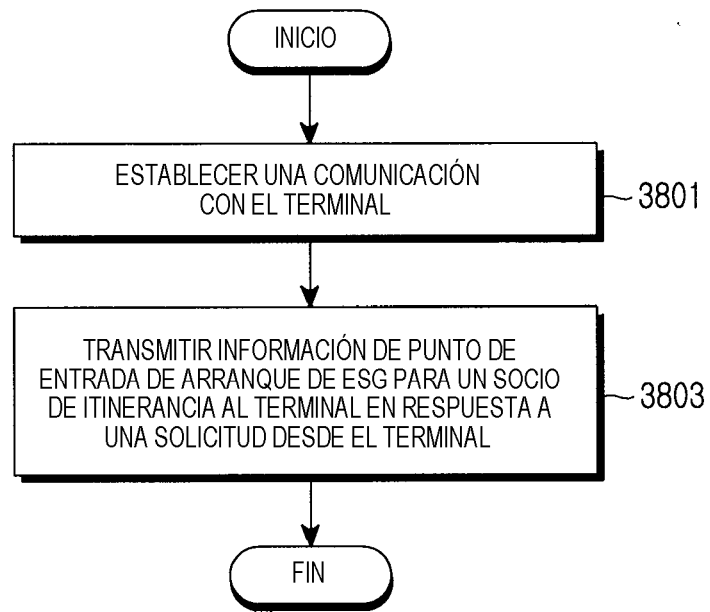 INICIO
ESTABLECER UNA COMUNICACIÓN
CON EL TERMINAL
3801
TRANSMITIR INFORMACIÓN DE PUNTO DE
ENTRADA DE ARRANQUE DE ESG PARA UN SOCIO
DE ITINERANCIA AL TERMINAL EN RESPUESTA A
UNA SOLICITUD DESDE EL TERMINAL
3803
FIN